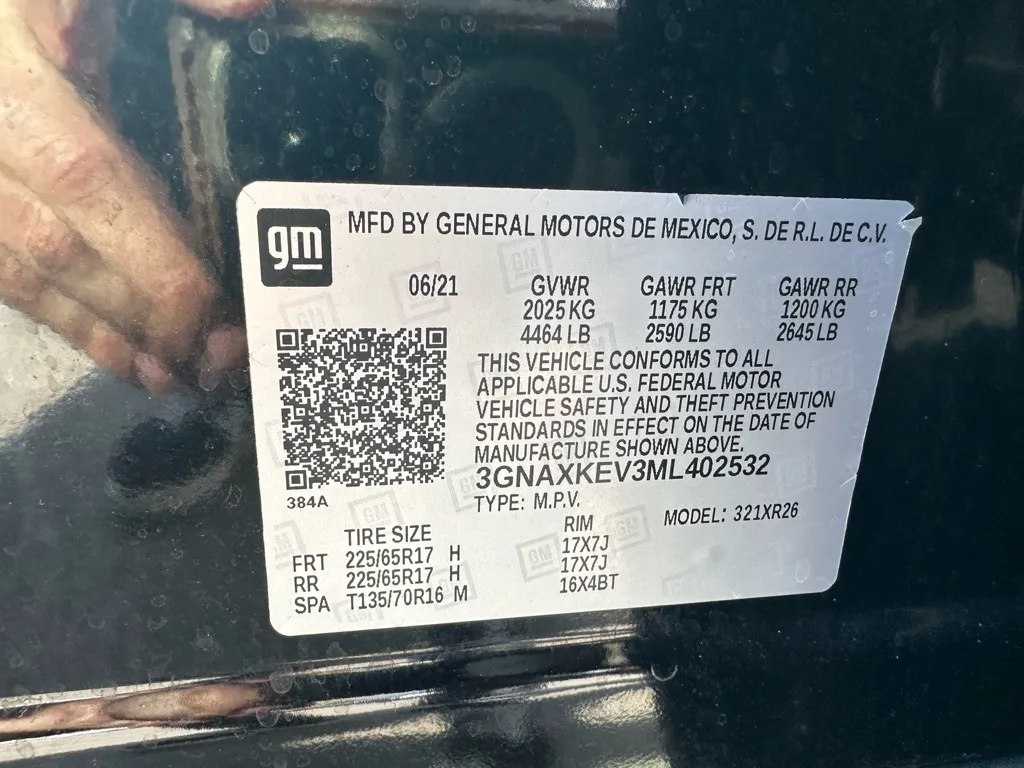 gm MFD BY GENERAL MOTORS DE MEXICO, S. DE R.L. DE C.V.
06/21 GVWR GAWR FRT GAWR RR
2025 KG 1175 KG 1200 KG
4464 LB 2590 LB 2645 LB
THIS VEHICLE CONFORMS TO ALL
APPLICABLE U.S. FEDERAL MOTOR
VEHICLE SAFETY AND THEFT PREVENTION
STANDARDS IN EFFECT ON THE DATE OF
MANUFACTURE SHOWN ABOVE.
3GNAXKEV3ML402532
384A TYPE: M.P.V. MODEL: 321XR26
TIRE SIZE RIM
FRT 225/65R17 H 17X7J
RR 225/65R17 H 17X7J
SPA T135/70R16 M 16X4BT